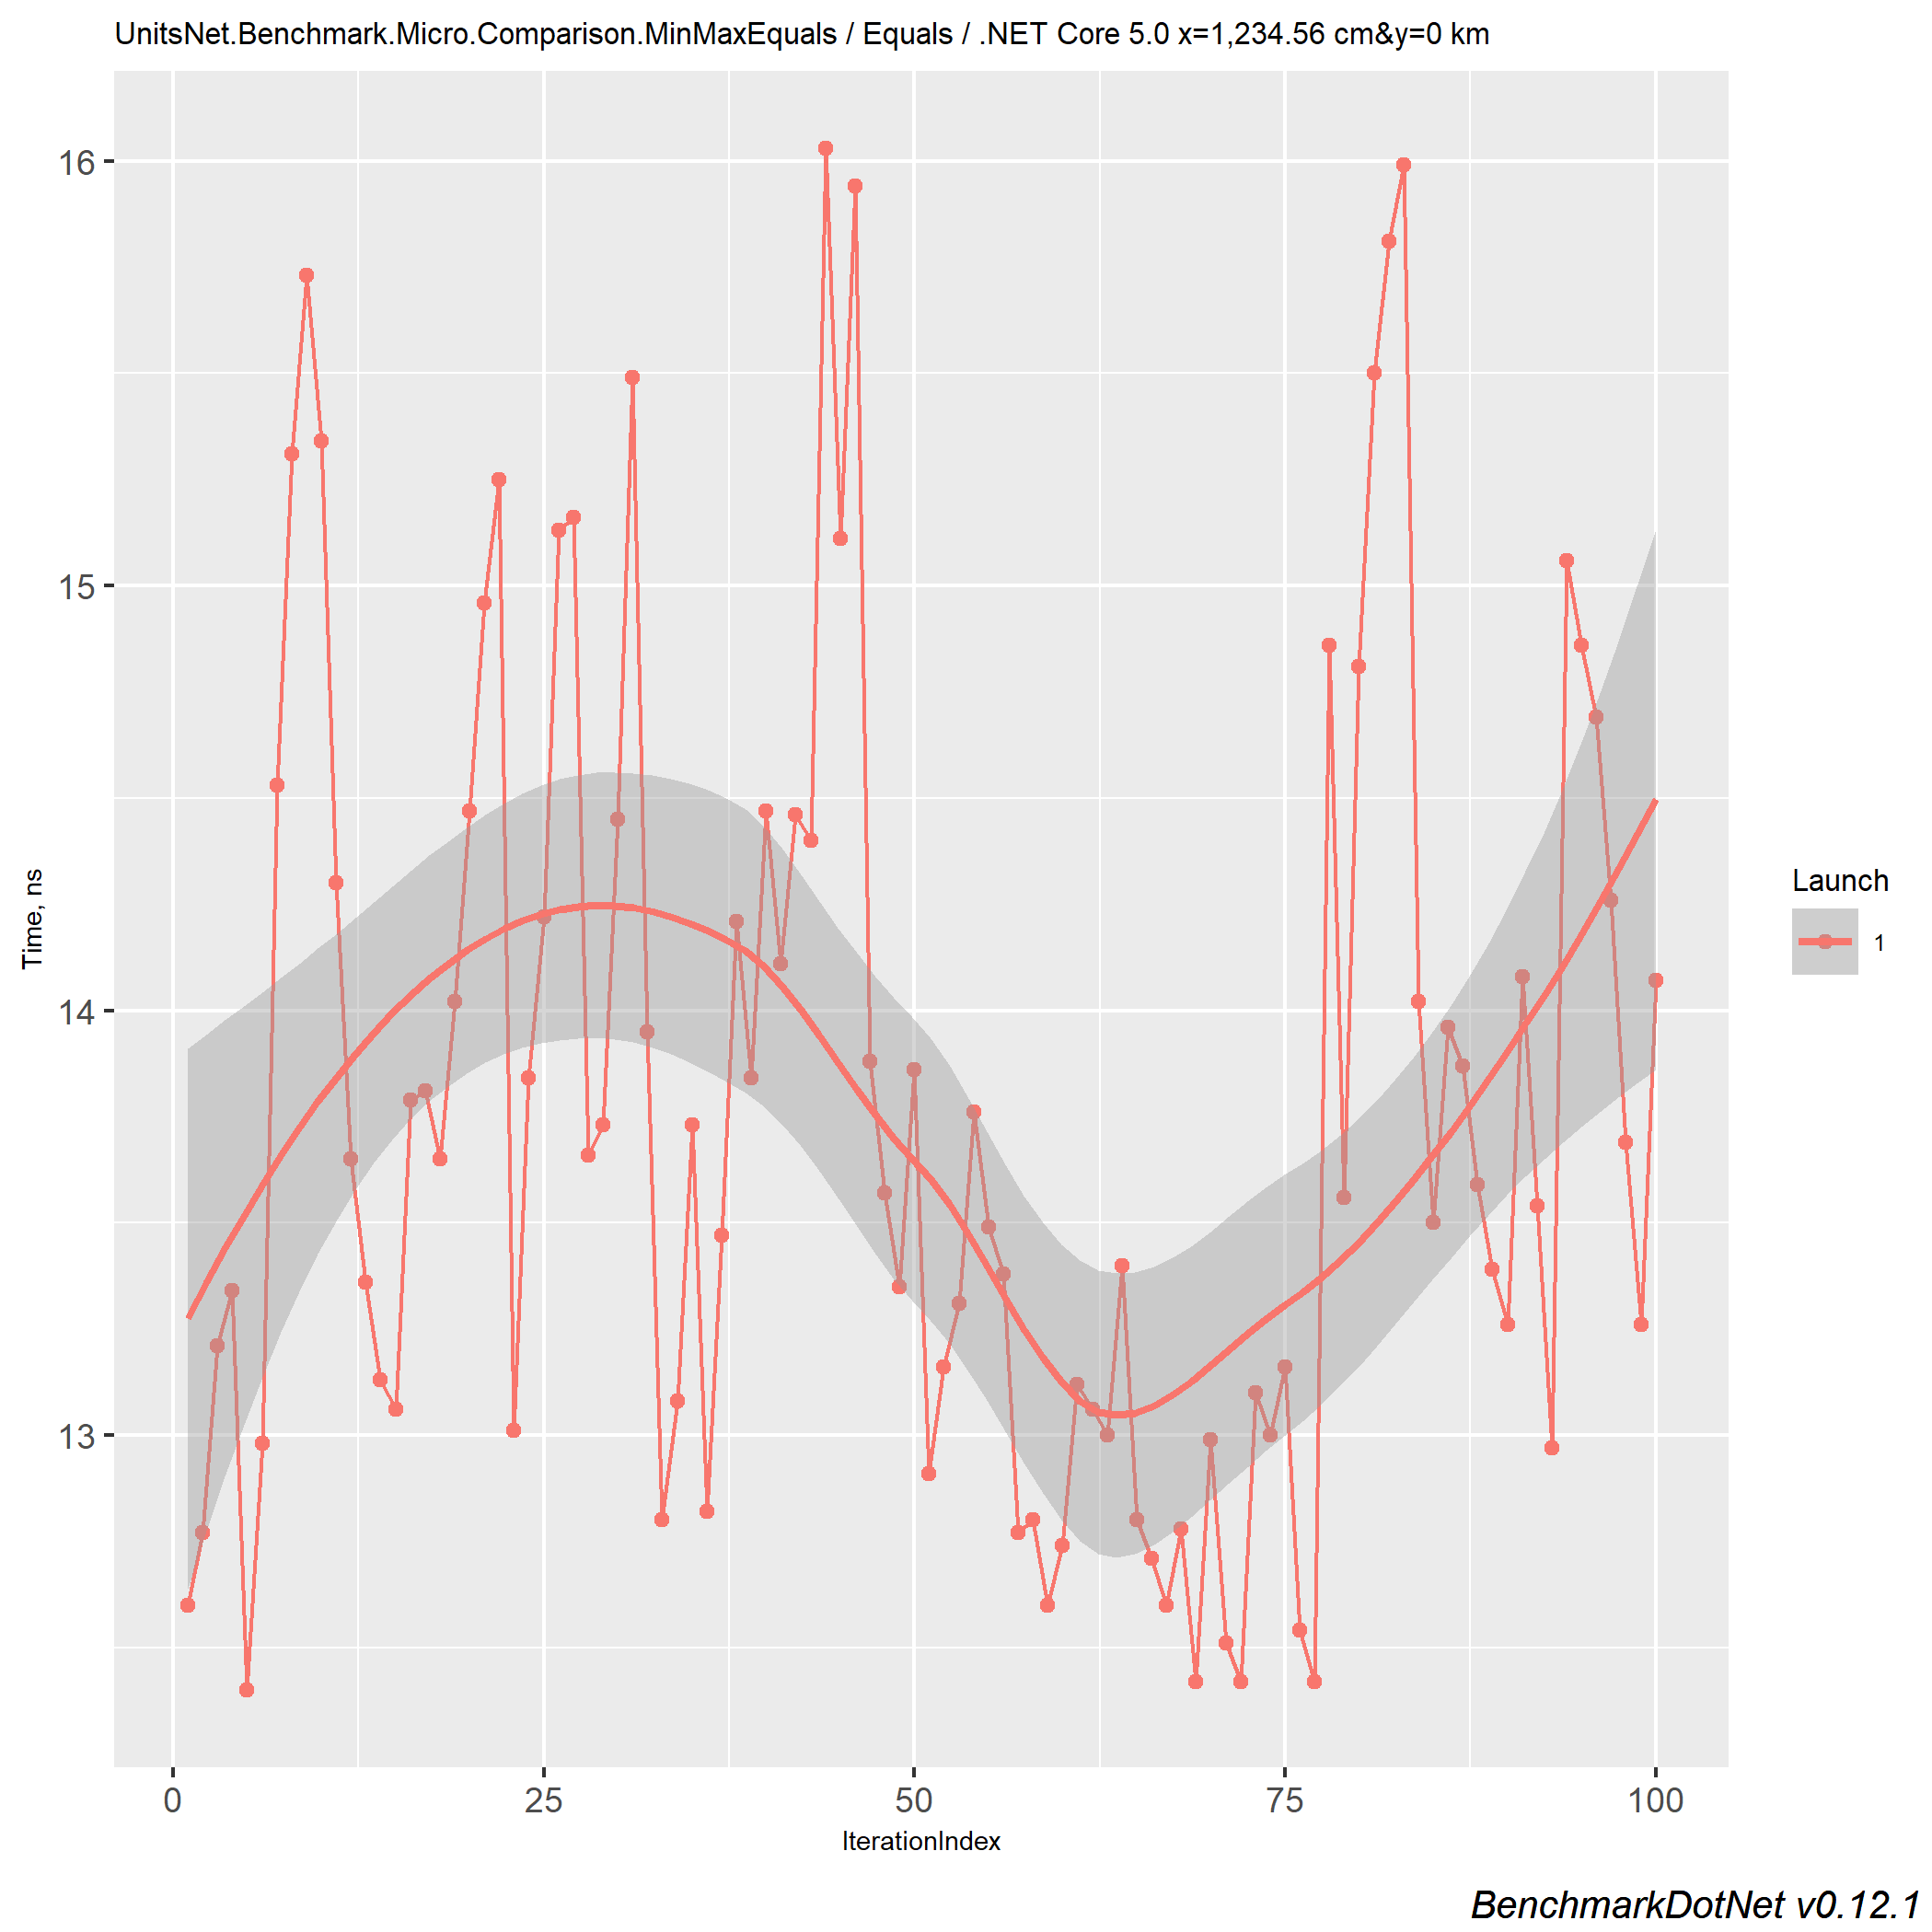 UnitsNet.Benchmark.Micro.Comparison.MinMaxEquals / Equals / .NET Core 5.0 x=1,234.56 cm&y=0 km
16
15
14
13
Time, ns
Launch
1
0 25 50 75 100
IterationIndex
BenchmarkDotNet v0.12.1